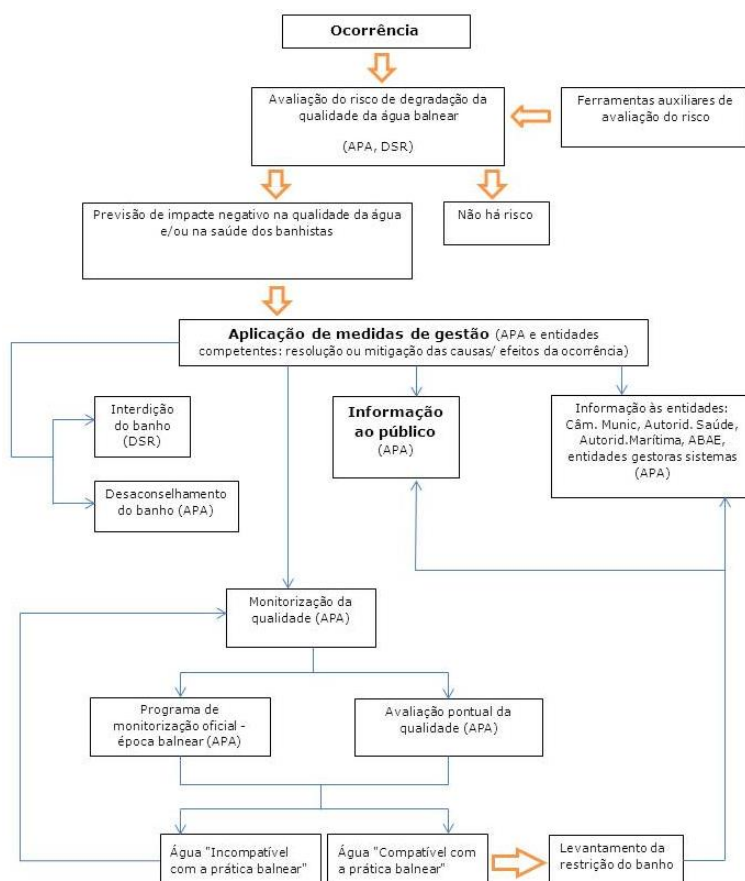 Ocorrência
Avaliação do risco de degradação da
qualidade da água balnear
(APA, DSR)
Ferramentas auxiliares de
avaliação do risco
Previsão de impacte negativo na qualidade da água
e/ou na saúde dos banhistas
Não há risco
Aplicação de medidas de gestão (APA e entidades
competentes: resolução ou mitigação das causas/ efeitos da ocorrência)
Interdição
do banho
(DSR)
Desaconselhamento
do banho (APA)
Informação
ao público
(APA)
Informação às entidades:
Câm. Munic, Autorid. Saúde,
Autorid.Marítima, ABAE,
entidades gestoras sistemas
(APA)
Monitorização da
qualidade (APA)
Programa de
monitorização oficial -
época balnear (APA)
Avaliação pontual da
qualidade (APA)
Água "Incompatível
com a prática balnear"
Água "Compatível com
a prática balnear"
Levantamento da
restrição do banho